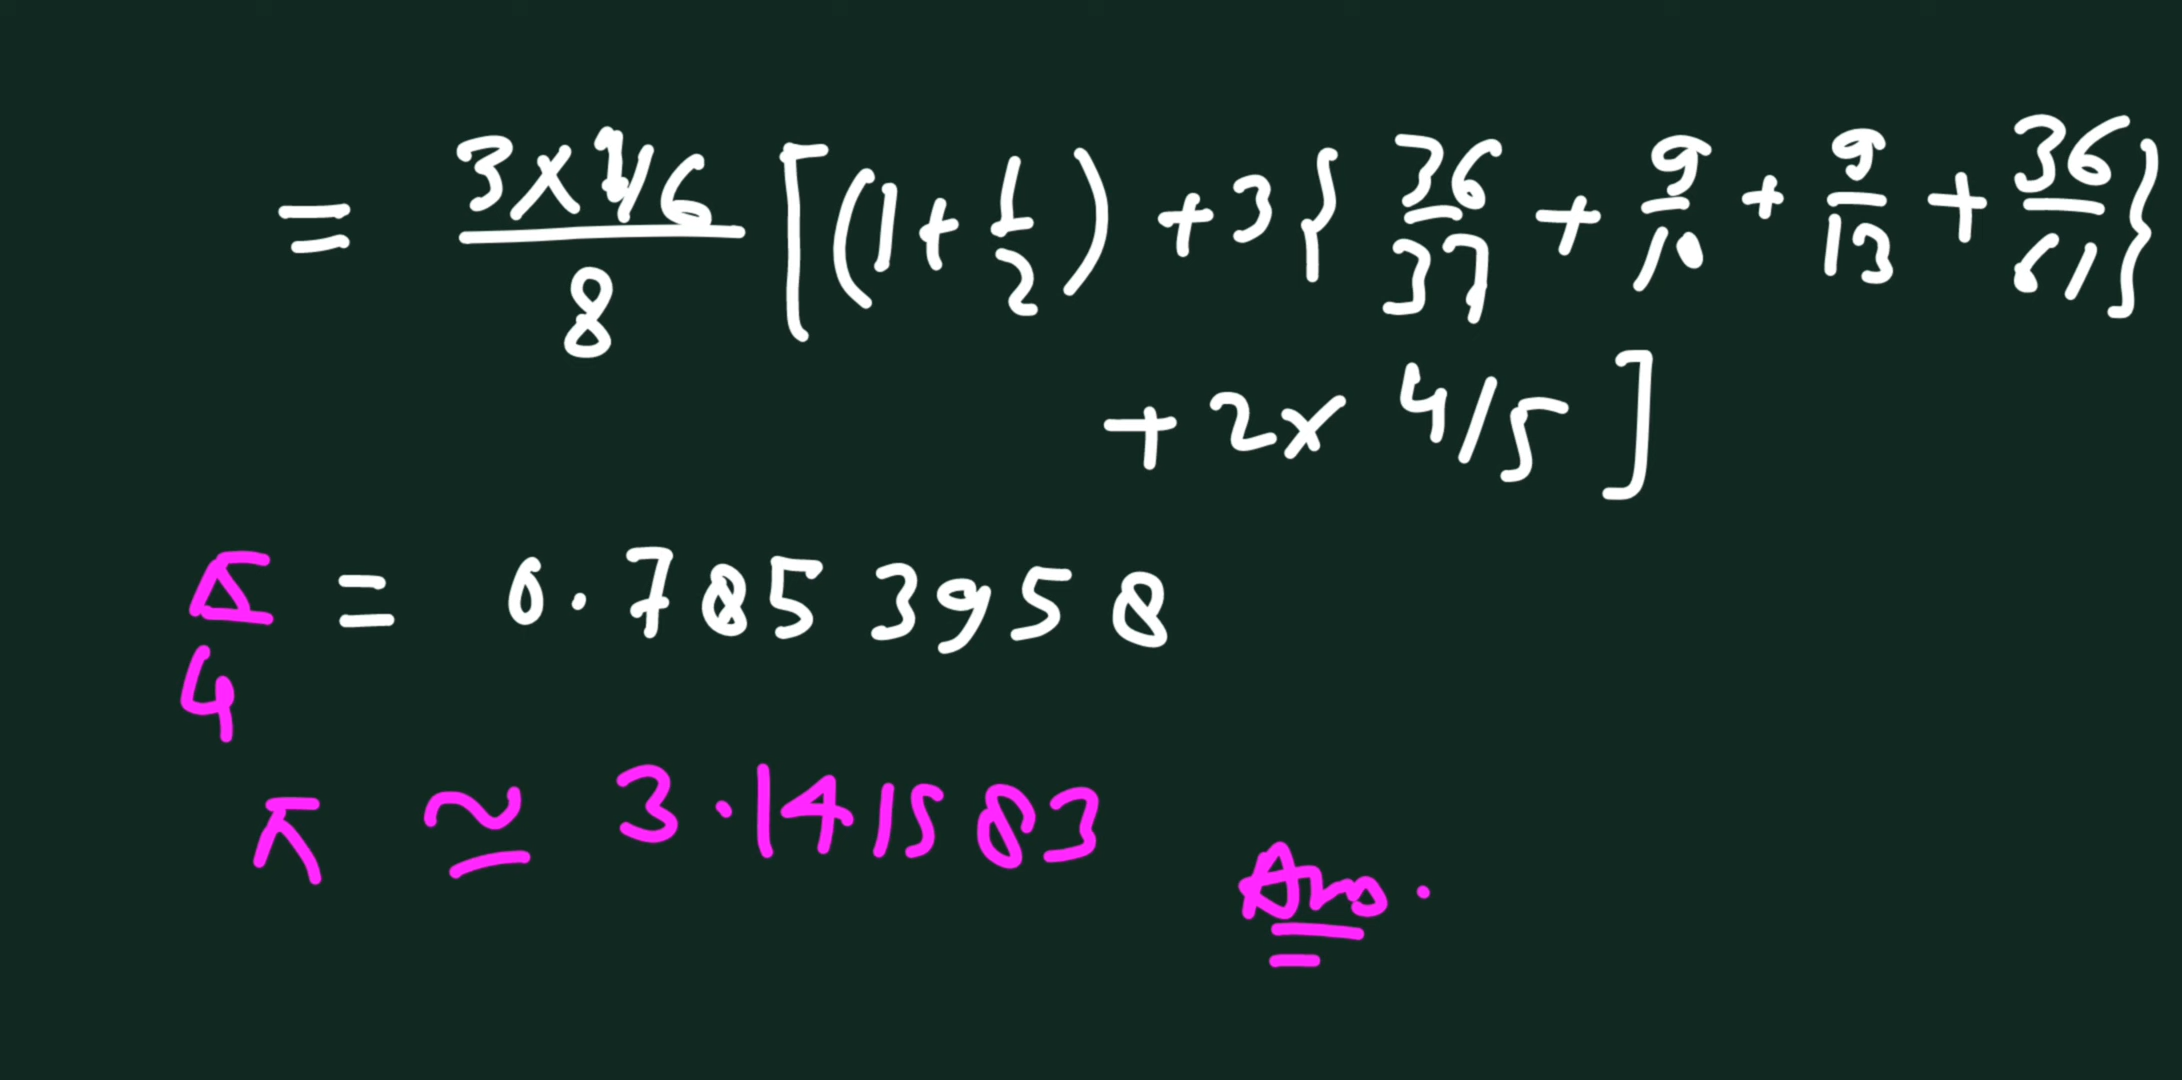 = 3×1/6 / 8 [(1 + 1/2) + 3{36/37 + 9/10 + 9/13 + 36/61}
+ 2× 4/5 ]
π/4 = 0.7853958
π ≃ 3.141583
Ans.